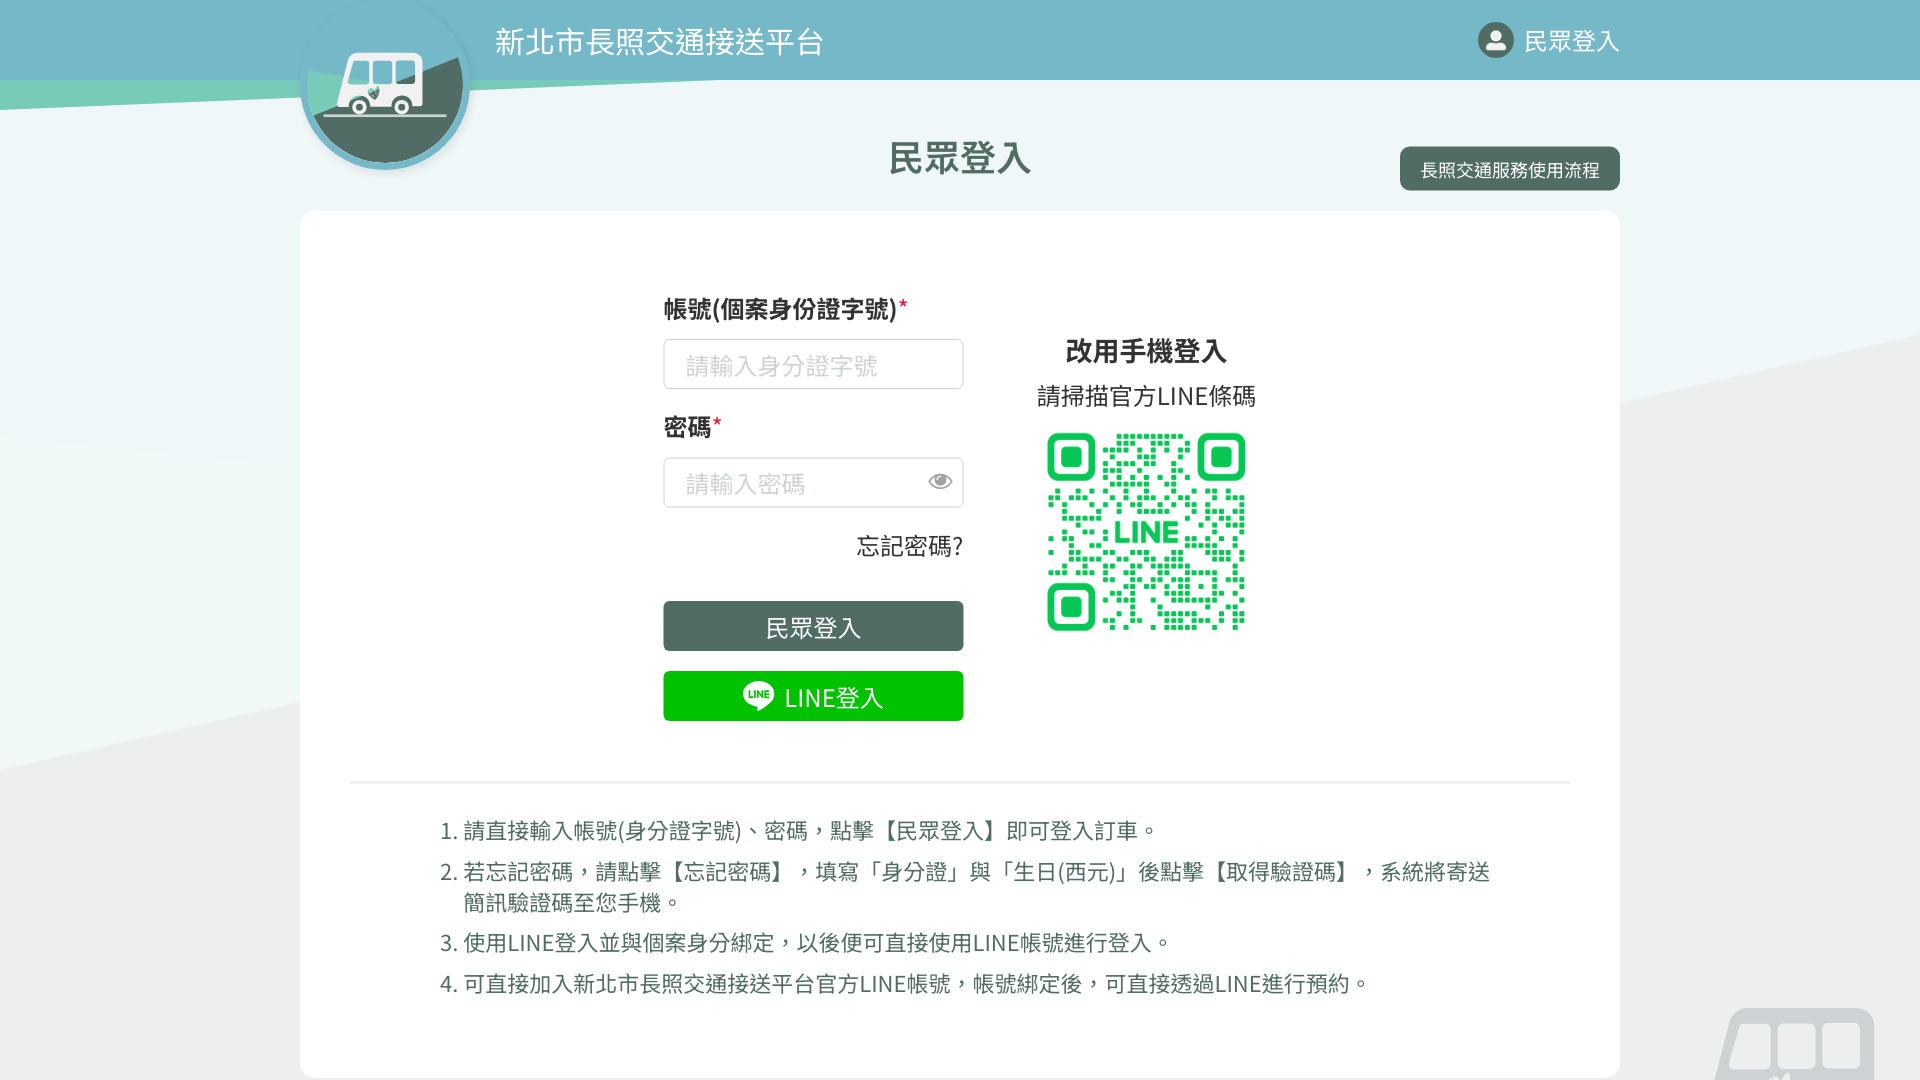 新北市長照交通接送平台
民眾登入
民眾登入
長照交通服務使用流程
帳號(個案身份證字號)*
請輸入身分證字號
密碼*
請輸入密碼
忘記密碼?
民眾登入
LINE LINE登入
改用手機登入
請掃描官方LINE條碼
LINE
1. 請直接輸入帳號(身分證字號)、密碼，點擊【民眾登入】即可登入訂車。
2. 若忘記密碼，請點擊【忘記密碼】，填寫「身分證」與「生日(西元)」後點擊【取得驗證碼】，系統將寄送
簡訊驗證碼至您手機。
3. 使用LINE登入並與個案身分綁定，以後便可直接使用LINE帳號進行登入。
4. 可直接加入新北市長照交通接送平台官方LINE帳號，帳號綁定後，可直接透過LINE進行預約。